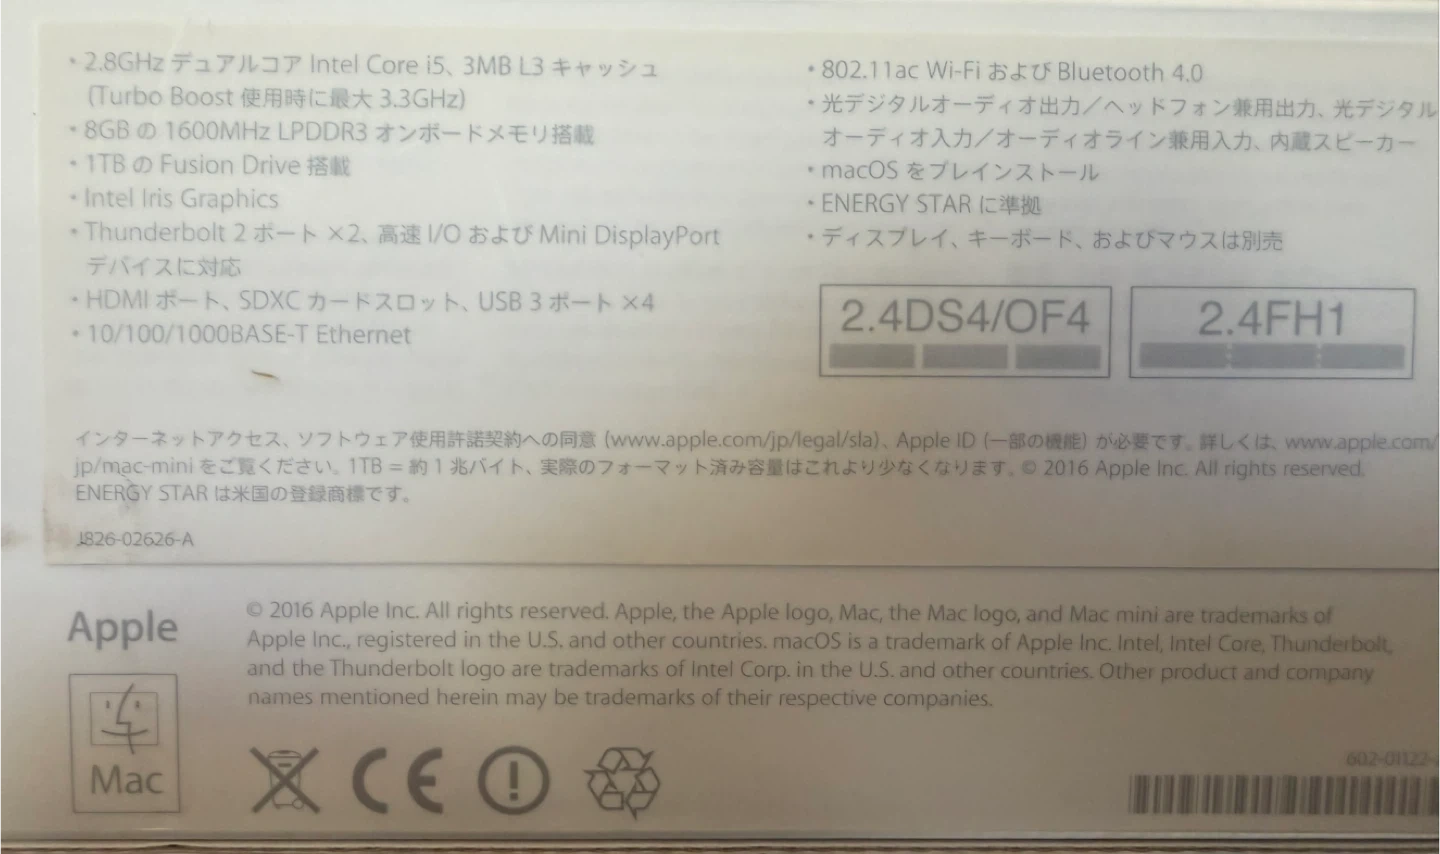 ・2.8GHz デュアルコア Intel Core i5、3MB L3 キャッシュ
(Turbo Boost 使用時に最大 3.3GHz)
・8GB の 1600MHz LPDDR3 オンボードメモリ搭載
・1TB の Fusion Drive 搭載
・Intel Iris Graphics
・Thunderbolt 2 ポート ×2、高速 I/O および Mini DisplayPort
デバイスに対応
・HDMI ポート、SDXC カードスロット、USB 3 ポート ×4
・10/100/1000BASE-T Ethernet
・802.11ac Wi-Fi および Bluetooth 4.0
・光デジタルオーディオ出力／ヘッドフォン兼用出力、光デジタル
オーディオ入力／オーディオライン兼用入力、内蔵スピーカー
・macOS をプレインストール
・ENERGY STAR に準拠
・ディスプレイ、キーボード、およびマウスは別売
2.4DS4/OF4
2.4FH1
インターネットアクセス、ソフトウェア使用許諾契約への同意 (www.apple.com/jp/legal/sla)、Apple ID (一部の機能) が必要です。詳しくは、www.apple.com/
jp/mac-mini をご覧ください。1TB = 約 1 兆バイト、実際のフォーマット済み容量はこれより少なくなります。© 2016 Apple Inc. All rights reserved.
ENERGY STAR は米国の登録商標です。
J826-02626-A
Apple
Mac
© 2016 Apple Inc. All rights reserved. Apple, the Apple logo, Mac, the Mac logo, and Mac mini are trademarks of
Apple Inc., registered in the U.S. and other countries. macOS is a trademark of Apple Inc. Intel, Intel Core, Thunderbolt,
and the Thunderbolt logo are trademarks of Intel Corp. in the U.S. and other countries. Other product and company
names mentioned herein may be trademarks of their respective companies.
CE
602-01122-